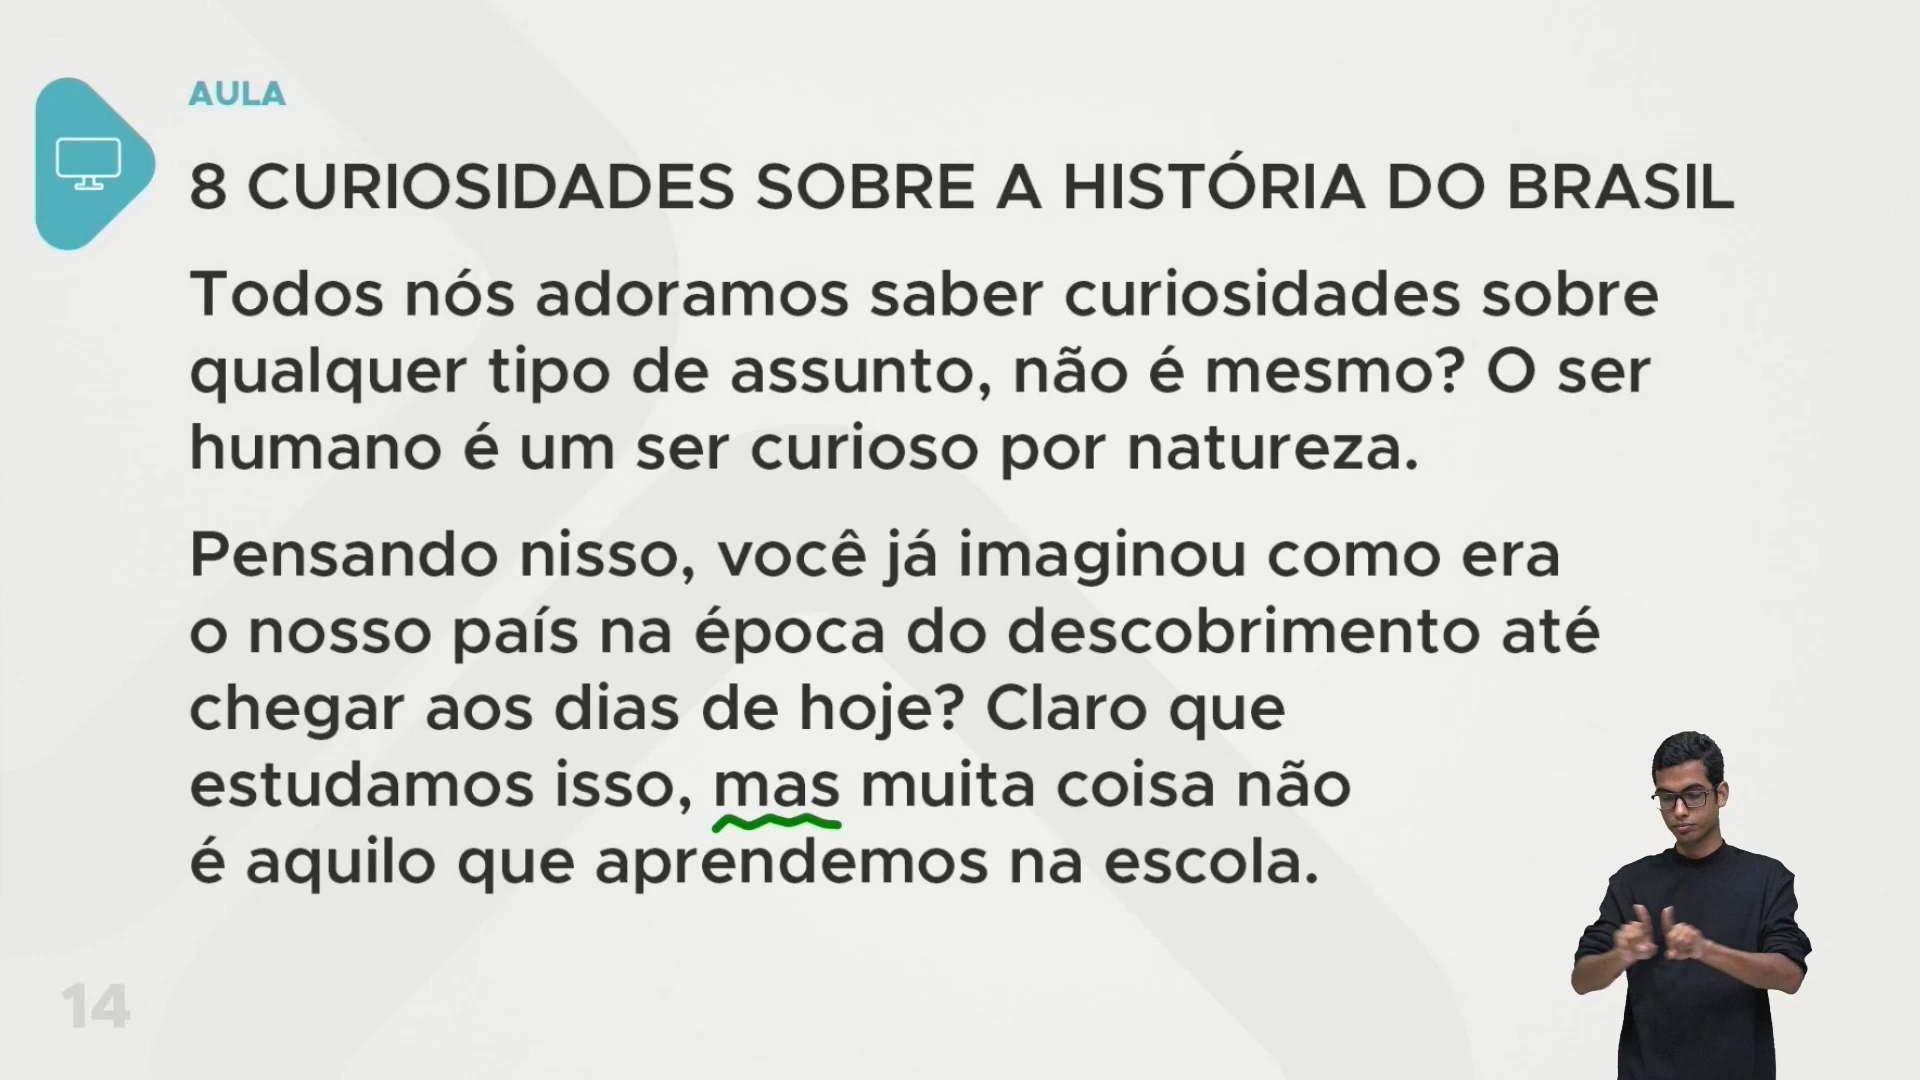 AULA
8 CURIOSIDADES SOBRE A HISTÓRIA DO BRASIL
Todos nós adoramos saber curiosidades sobre
qualquer tipo de assunto, não é mesmo? O ser
humano é um ser curioso por natureza.
Pensando nisso, você já imaginou como era
o nosso país na época do descobrimento até
chegar aos dias de hoje? Claro que
estudamos isso, mas muita coisa não
é aquilo que aprendemos na escola.
14